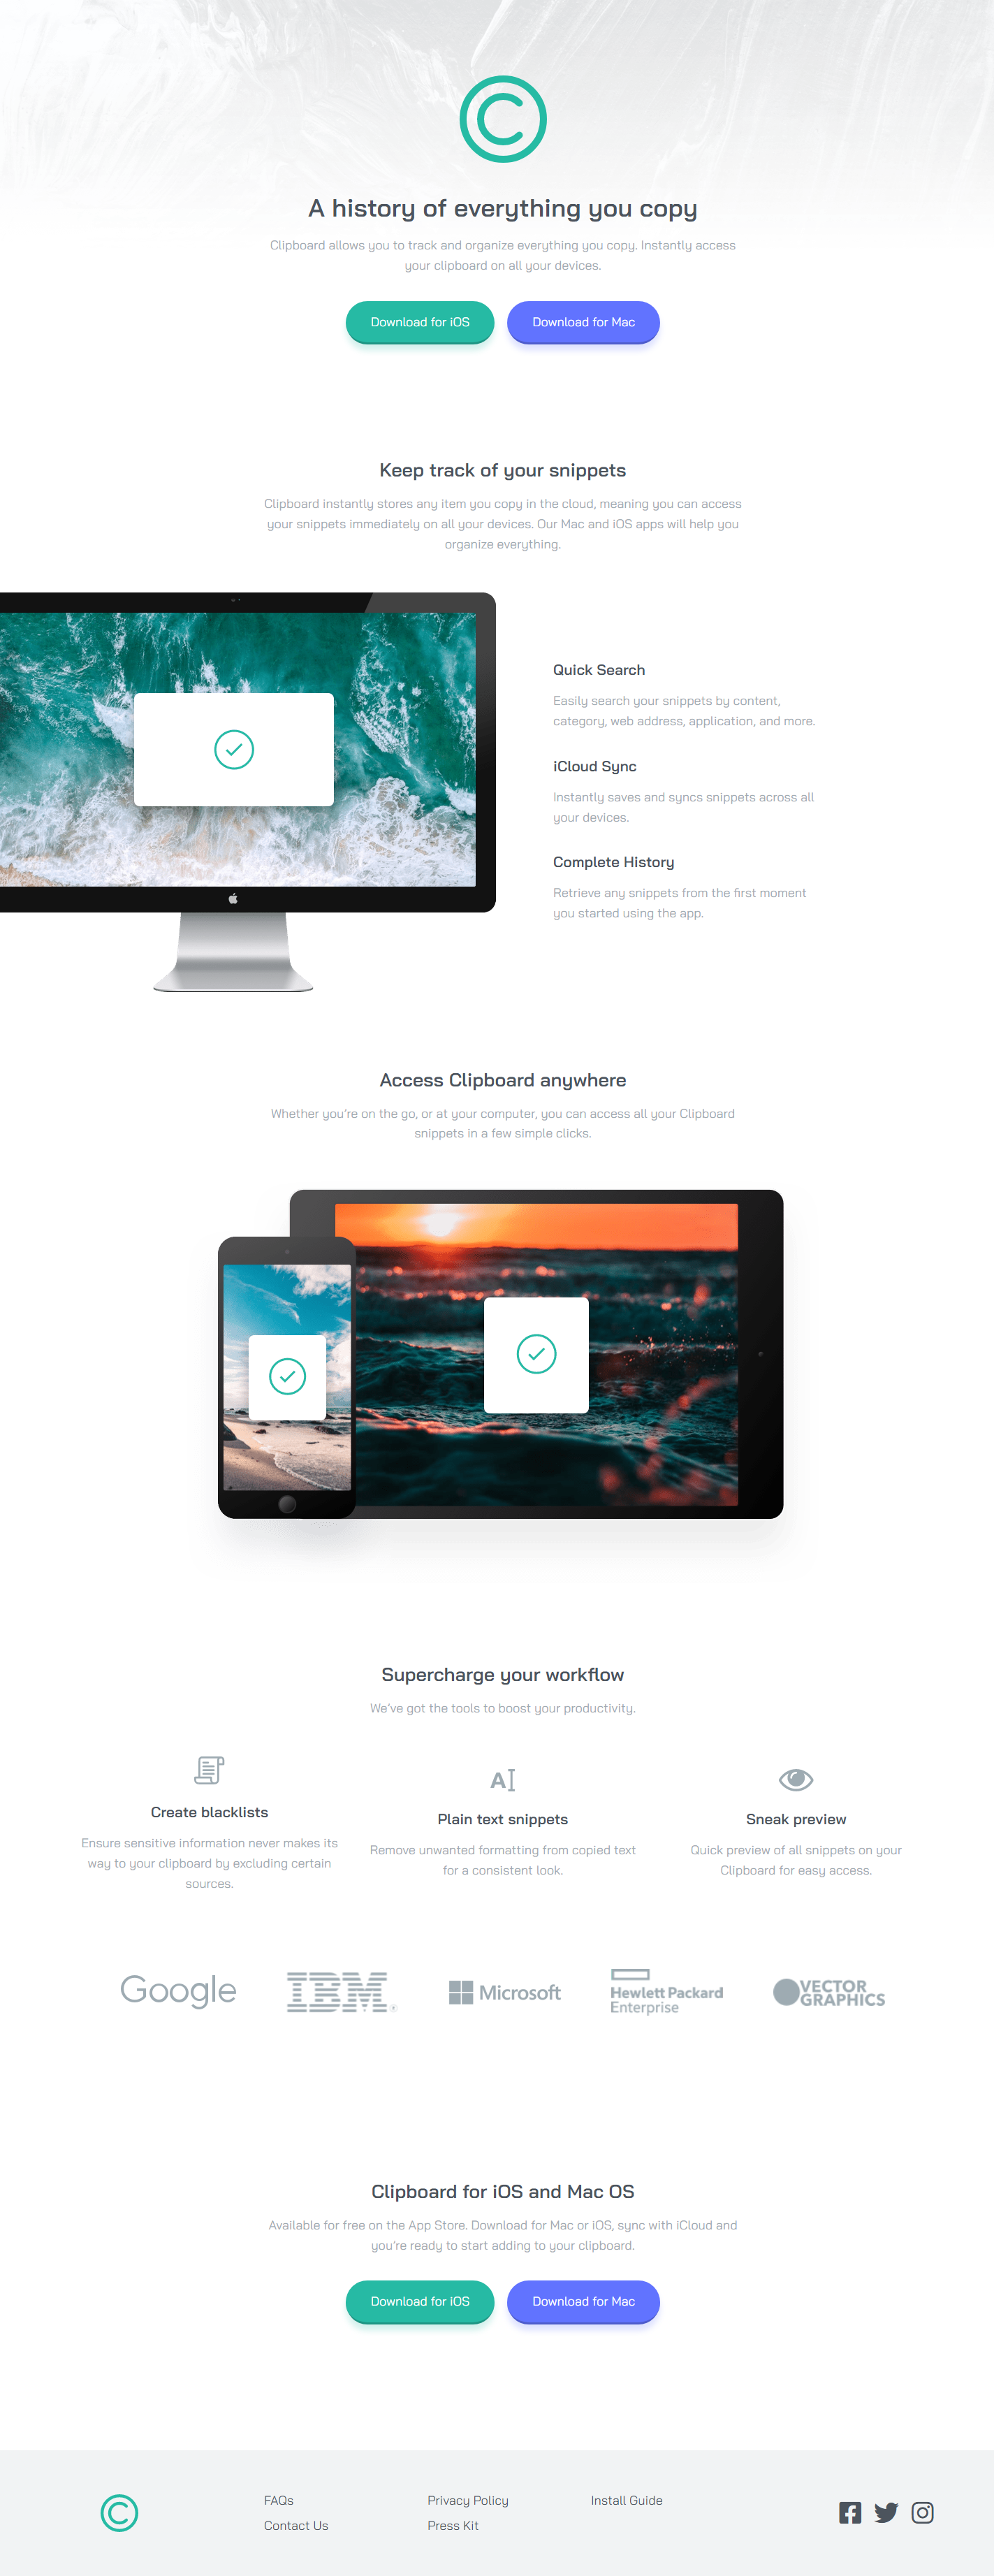 A history of everything you copy
Clipboard allows you to track and organize everything you copy. Instantly access
your clipboard on all your devices.
Download for iOS
Download for Mac
Keep track of your snippets
Clipboard instantly stores any item you copy in the cloud, meaning you can access
your snippets immediately on all your devices. Our Mac and iOS apps will help you
organize everything.
Quick Search
Easily search your snippets by content,
category, web address, application, and more.
iCloud Sync
Instantly saves and syncs snippets across all
your devices.
Complete History
Retrieve any snippets from the first moment
you started using the app.
Access Clipboard anywhere
Whether you’re on the go, or at your computer, you can access all your Clipboard
snippets in a few simple clicks.
Supercharge your workflow
We’ve got the tools to boost your productivity.
Create blacklists
Ensure sensitive information never makes its
way to your clipboard by excluding certain
sources.
Plain text snippets
Remove unwanted formatting from copied text
for a consistent look.
Sneak preview
Quick preview of all snippets on your
Clipboard for easy access.
Google
IBM
Microsoft
Hewlett Packard
Enterprise
VECTOR
GRAPHICS
Clipboard for iOS and Mac OS
Available for free on the App Store. Download for Mac or iOS, sync with iCloud and
you’re ready to start adding to your clipboard.
Download for iOS
Download for Mac
FAQs
Contact Us
Privacy Policy
Press Kit
Install Guide